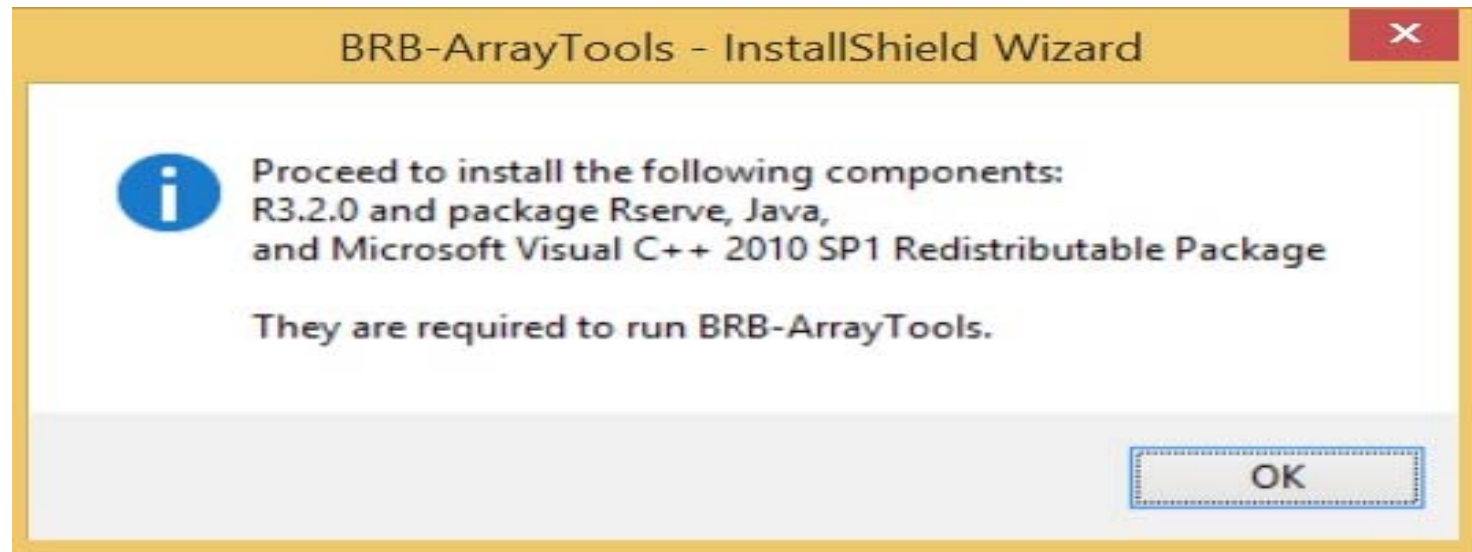 BRB-ArrayTools - InstallShield Wizard
Proceed to install the following components:
R3.2.0 and package Rserve, Java,
and Microsoft Visual C++ 2010 SP1 Redistributable Package
They are required to run BRB-ArrayTools.
OK